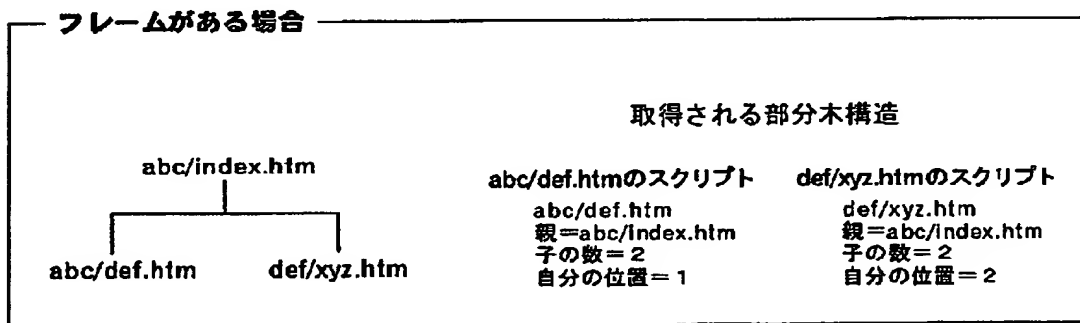 フレームがある場合
取得される部分木構造
abc/index.htm
abc/def.htm
def/xyz.htm
abc/def.htmのスクリプト
abc/def.htm
親=abc/index.htm
子の数=2
自分の位置=1
def/xyz.htmのスクリプト
def/xyz.htm
親=abc/index.htm
子の数=2
自分の位置=2